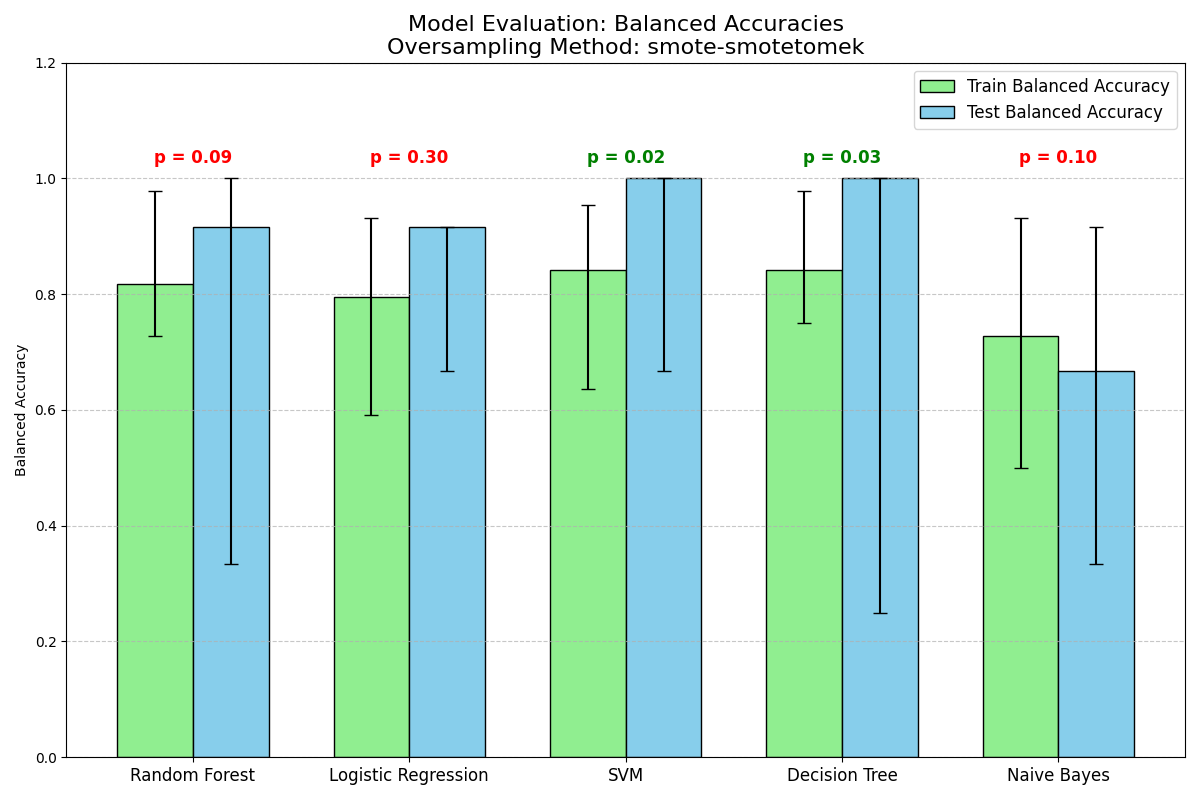 Model Evaluation: Balanced Accuracies
Oversampling Method: smote-smotetomek
Train Balanced Accuracy
Test Balanced Accuracy
p = 0.09
p = 0.30
p = 0.02
p = 0.03
p = 0.10
Balanced Accuracy
1.2
1.0
0.8
0.6
0.4
0.2
0.0
Random Forest
Logistic Regression
SVM
Decision Tree
Naive Bayes